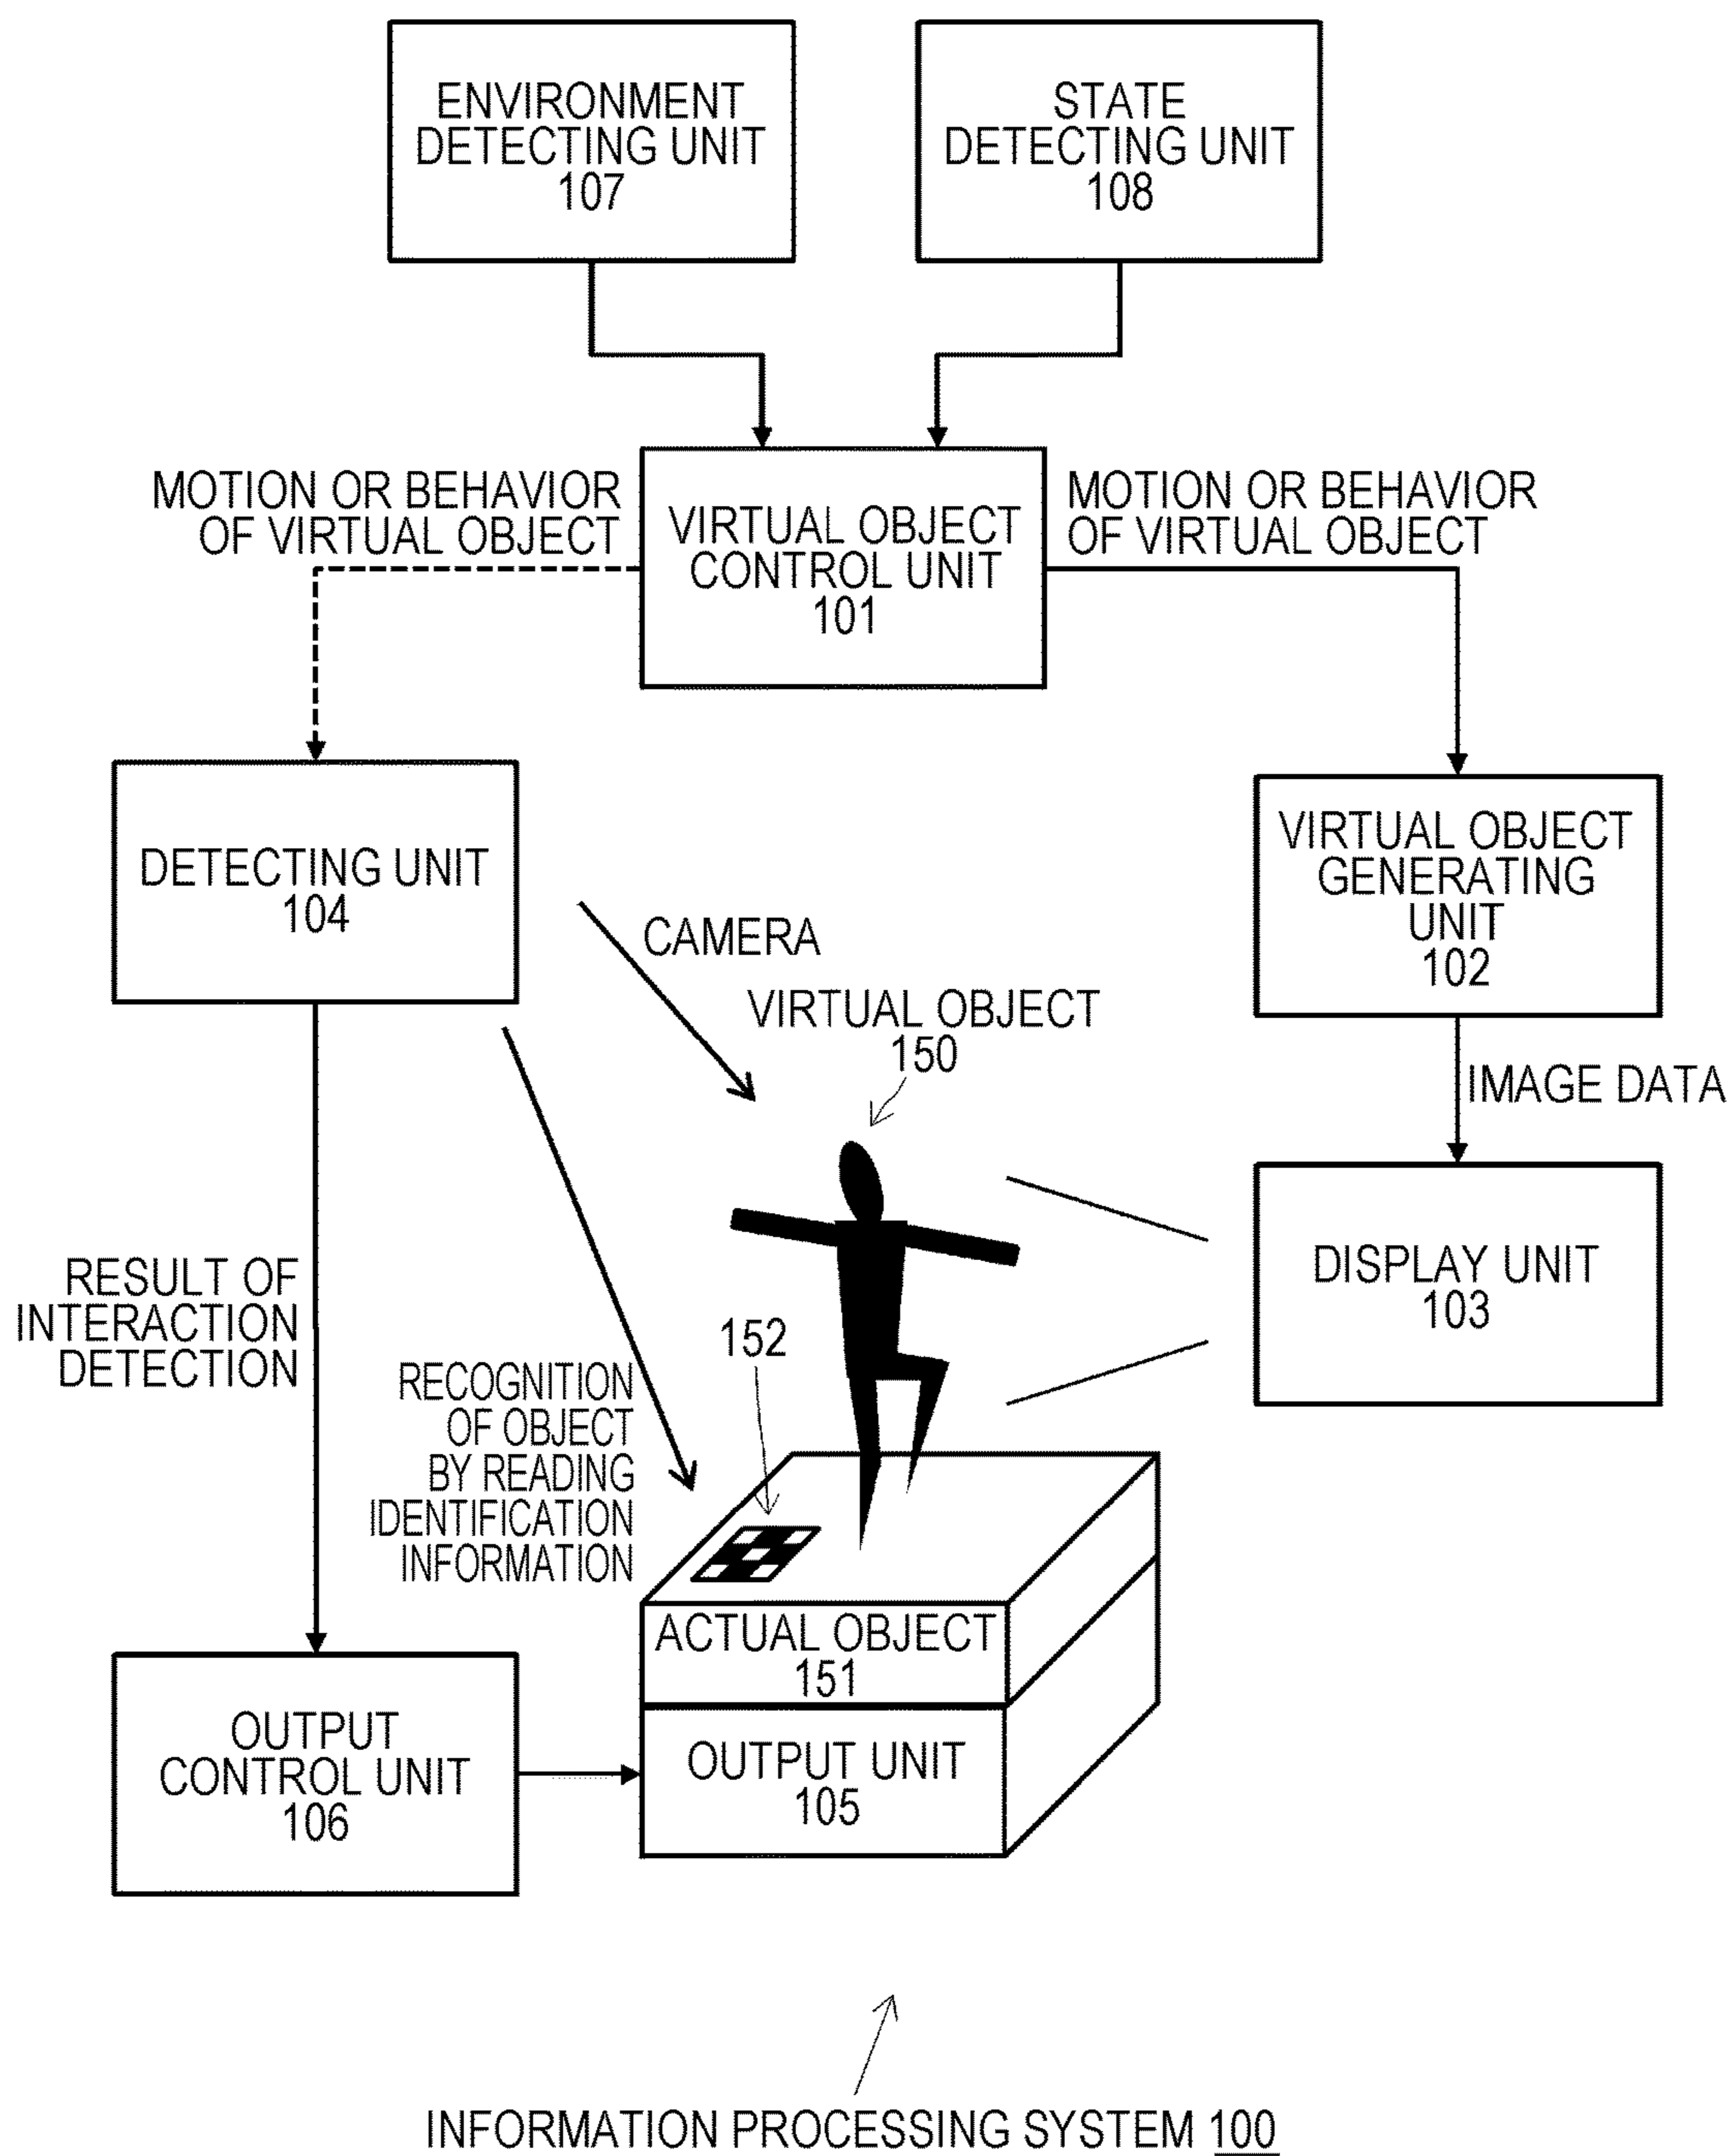 ENVIRONMENT
DETECTING UNIT
107
STATE
DETECTING UNIT
108
MOTION OR BEHAVIOR
OF VIRTUAL OBJECT
VIRTUAL OBJECT
CONTROL UNIT
101
MOTION OR BEHAVIOR
OF VIRTUAL OBJECT
DETECTING UNIT
104
CAMERA
VIRTUAL OBJECT
150
VIRTUAL OBJECT
GENERATING
UNIT
102
IMAGE DATA
DISPLAY UNIT
103
RESULT OF
INTERACTION
DETECTION
152
RECOGNITION
OF OBJECT
BY READING
IDENTIFICATION
INFORMATION
ACTUAL OBJECT
151
OUTPUT
CONTROL UNIT
106
OUTPUT UNIT
105
INFORMATION PROCESSING SYSTEM 100